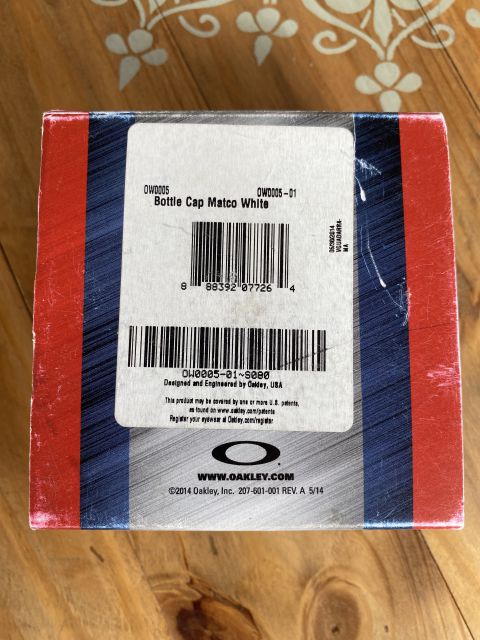 OW0005 OW0005-01
Bottle Cap Matco White
8 88392 07726 4
OW0005-01~S090
Designed and Engineered by Oakley, USA
This product may be covered by one or more U.S. patents,
as found on www.oakley.com/patents
Register your eyewear at Oakley.com/register
WWW.OAKLEY.COM
©2014 Oakley, Inc. 207-601-001 REV. A 5/14